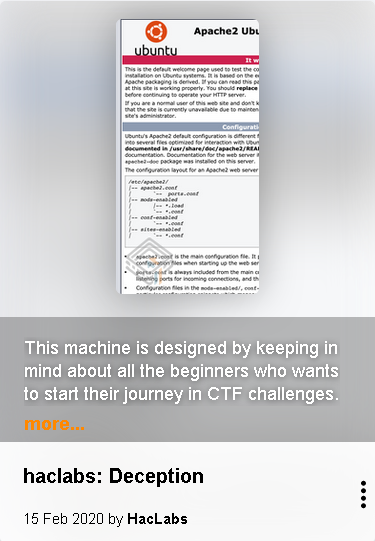 Apache2 Ubu
ubuntu
It w
This is the default welcome page used to test the co
installation on Ubuntu systems. It is based on the e
Apache packaging is derived. If you can read this pa
at this site is working properly. You should replace
before continuing to operate your HTTP server.
If you are a normal user of this web site and don't k
that the site is currently unavailable due to mainten
site's administrator.
Configuratio
Ubuntu's Apache2 default configuration is different f
into several files optimized for interaction with Ubun
documented in /usr/share/doc/apache2/REA
documentation. Documentation for the web server i
apache2-doc package was installed on this server.
The configuration layout for an Apache2 web server
/etc/apache2/
|-- apache2.conf
|       `-- ports.conf
|-- mods-enabled
|       |-- *.load
|       `-- *.conf
|-- conf-enabled
|       `-- *.conf
|-- sites-enabled
|       `-- *.conf
apache2.conf is the main configuration file. It p
configuration files when starting up the web serv
ports.conf is always included from the main c
listening ports for incoming connections, and the
Configuration files in the mods-enabled/, conf-
This machine is designed by keeping in
mind about all the beginners who wants
to start their journey in CTF challenges.
more...
haclabs: Deception
15 Feb 2020 by HacLabs